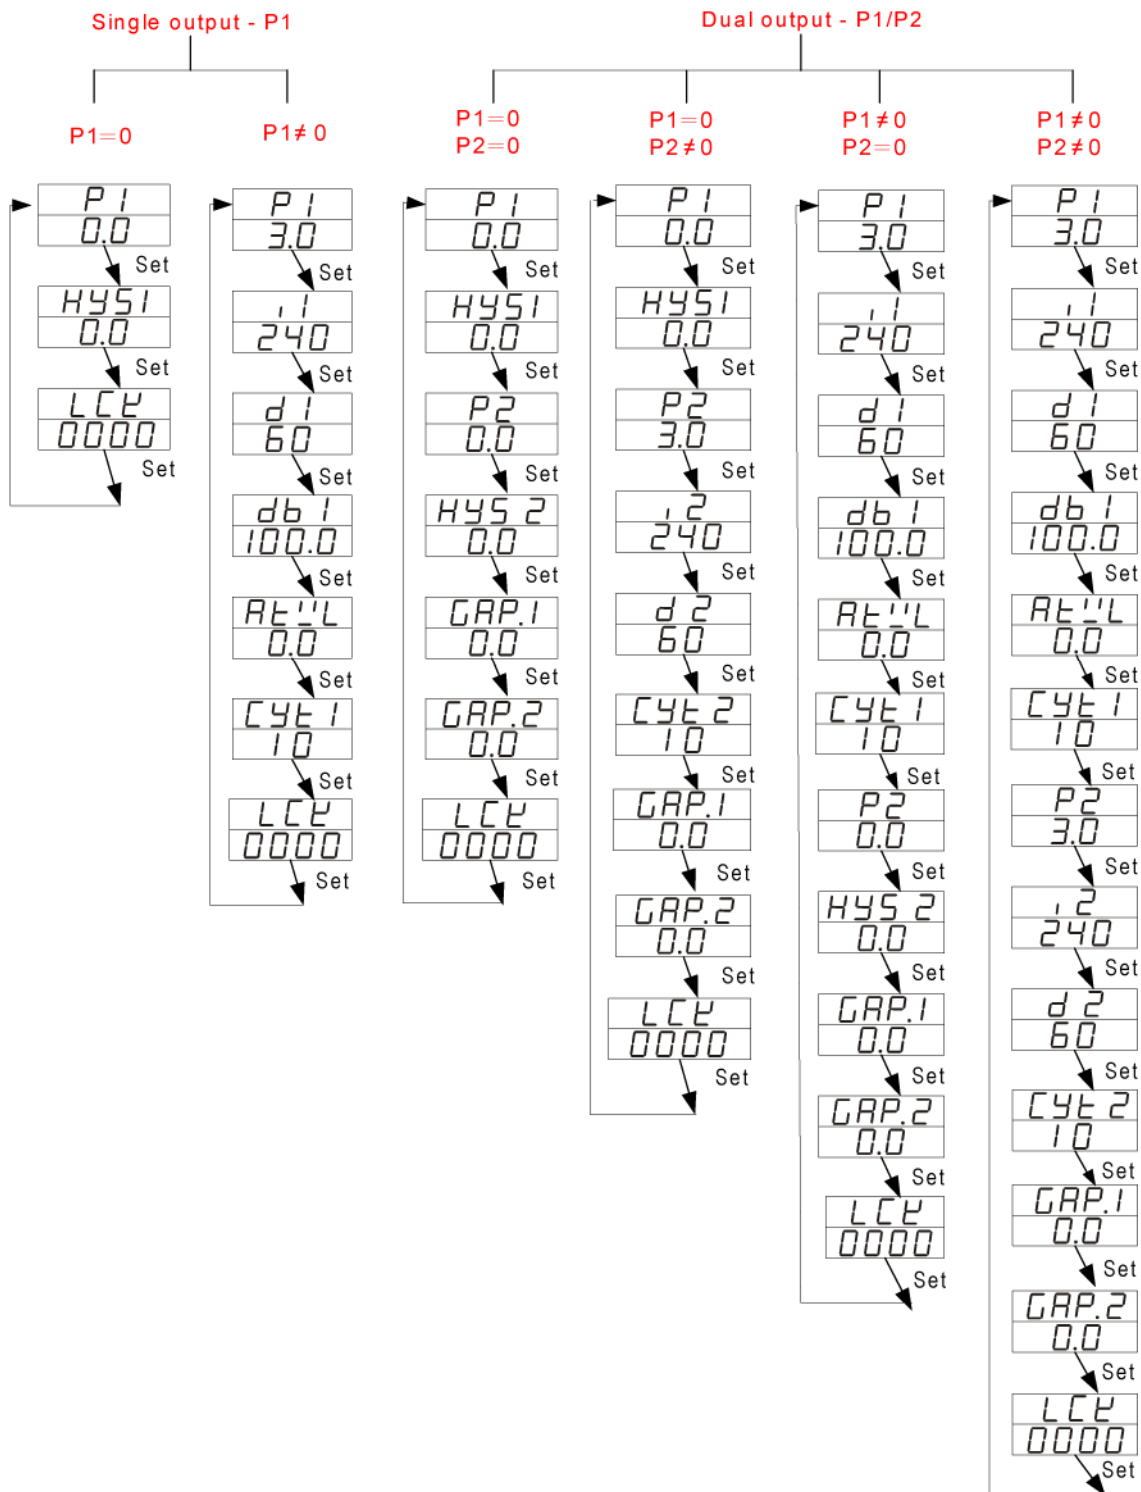 Single output - P1
P1=0
P1
0.0
Set
HYS1
0.0
Set
LCK
0000
Set
P1≠0
P1
3.0
Set
i1
240
Set
d1
60
Set
db1
100.0
Set
AtVL
0.0
Set
CYt1
10
Set
LCK
0000
Set
Dual output - P1/P2
P1=0
P2=0
P1
0.0
Set
HYS1
0.0
Set
P2
0.0
Set
HYS 2
0.0
Set
GAP.1
0.0
Set
GAP.2
0.0
Set
LCK
0000
Set
P1=0
P2≠0
P1
0.0
Set
HYS1
0.0
Set
P2
3.0
Set
i2
240
Set
d2
60
Set
CYt2
10
Set
GAP.1
0.0
Set
GAP.2
0.0
Set
LCK
0000
Set
P1≠0
P2=0
P1
3.0
Set
i1
240
Set
d1
60
Set
db1
100.0
Set
AtVL
0.0
Set
CYt1
10
Set
P2
0.0
Set
HYS 2
0.0
Set
GAP.1
0.0
Set
GAP.2
0.0
Set
LCK
0000
Set
P1≠0
P2≠0
P1
3.0
Set
i1
240
Set
d1
60
Set
db1
100.0
Set
AtVL
0.0
Set
CYt1
10
Set
P2
3.0
Set
i2
240
Set
d2
60
Set
CYt2
10
Set
GAP.1
0.0
Set
GAP.2
0.0
Set
LCK
0000
Set